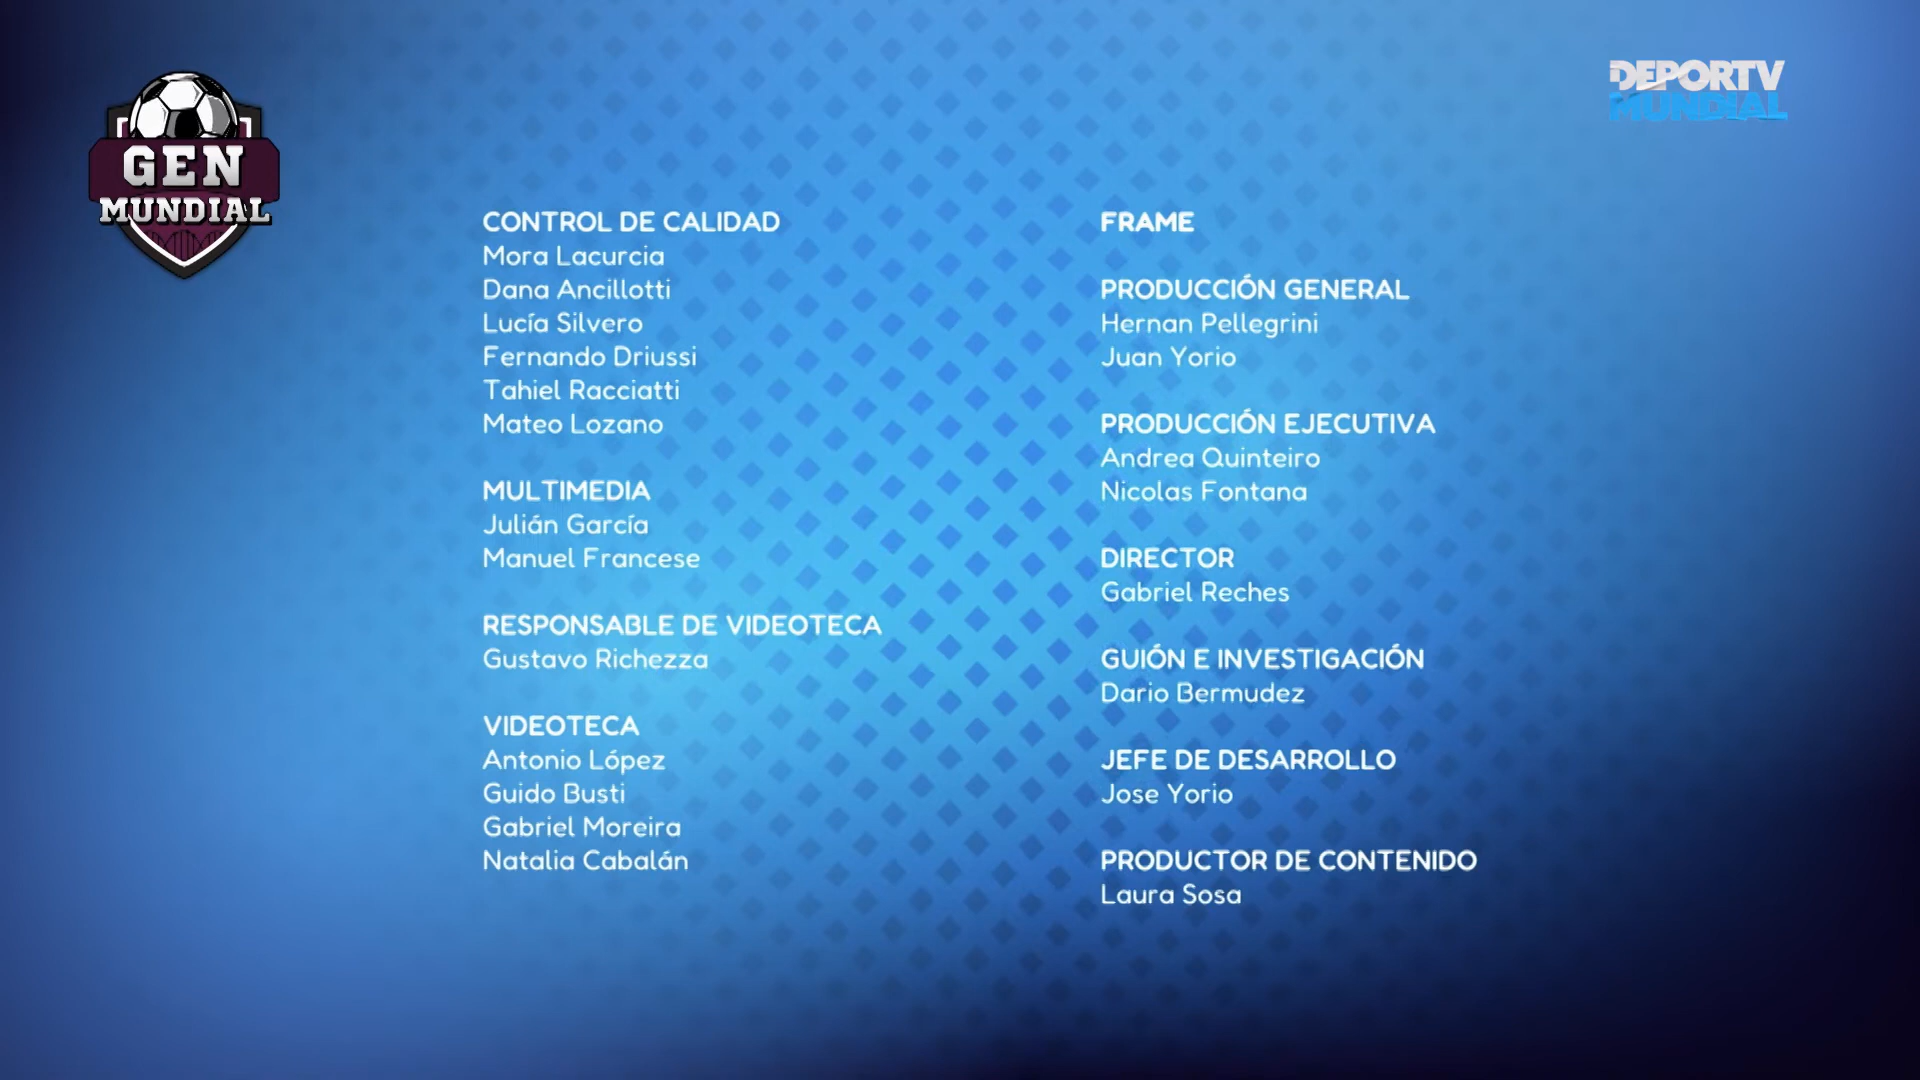 GEN
MUNDIAL
DEPORTV
MUNDIAL
CONTROL DE CALIDAD
Mora Lacurcia
Dana Ancillotti
Lucía Silvero
Fernando Driussi
Tahiel Racciatti
Mateo Lozano
MULTIMEDIA
Julián García
Manuel Francese
RESPONSABLE DE VIDEOTECA
Gustavo Richezza
VIDEOTECA
Antonio López
Guido Busti
Gabriel Moreira
Natalia Cabalán
FRAME
PRODUCCIÓN GENERAL
Hernan Pellegrini
Juan Yorio
PRODUCCIÓN EJECUTIVA
Andrea Quinteiro
Nicolas Fontana
DIRECTOR
Gabriel Reches
GUIÓN E INVESTIGACIÓN
Dario Bermudez
JEFE DE DESARROLLO
Jose Yorio
PRODUCTOR DE CONTENIDO
Laura Sosa